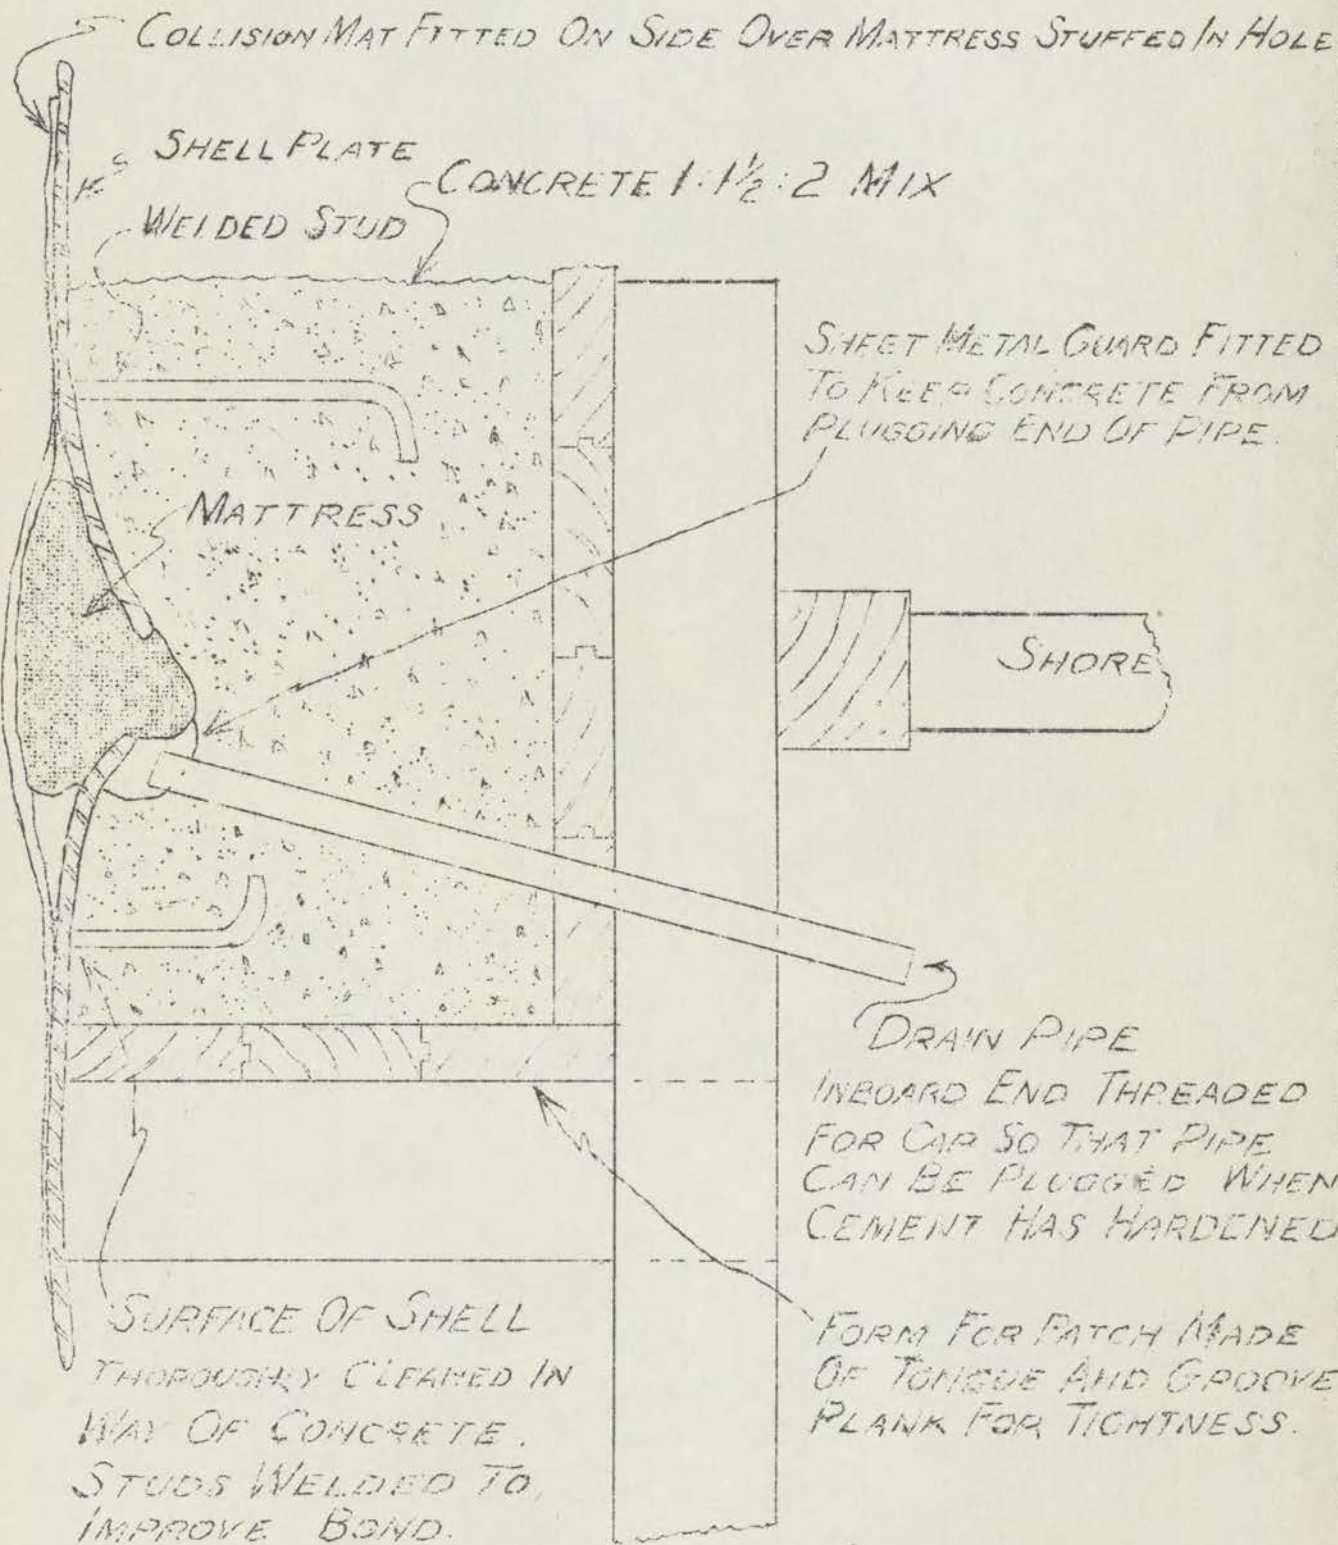 COLLISION MAT FITTED ON SIDE OVER MATTRESS STUFFED IN HOLE
SHELL PLATE
CONCRETE 1:1½:2 MIX
WELDED STUD
SHEET METAL GUARD FITTED
TO KEEP CONCRETE FROM
PLUGGING END OF PIPE.
MATTRESS
SHORE
DRAIN PIPE
INBOARD END THREADED
FOR CAP SO THAT PIPE
CAN BE PLUGGED WHEN
CEMENT HAS HARDENED
SURFACE OF SHELL
THOROUGHLY CLEANED IN
WAY OF CONCRETE.
STUDS WELDED TO
IMPROVE BOND.
FORM FOR PATCH MADE
OF TONGUE AND GROOVE
PLANK FOR TIGHTNESS.